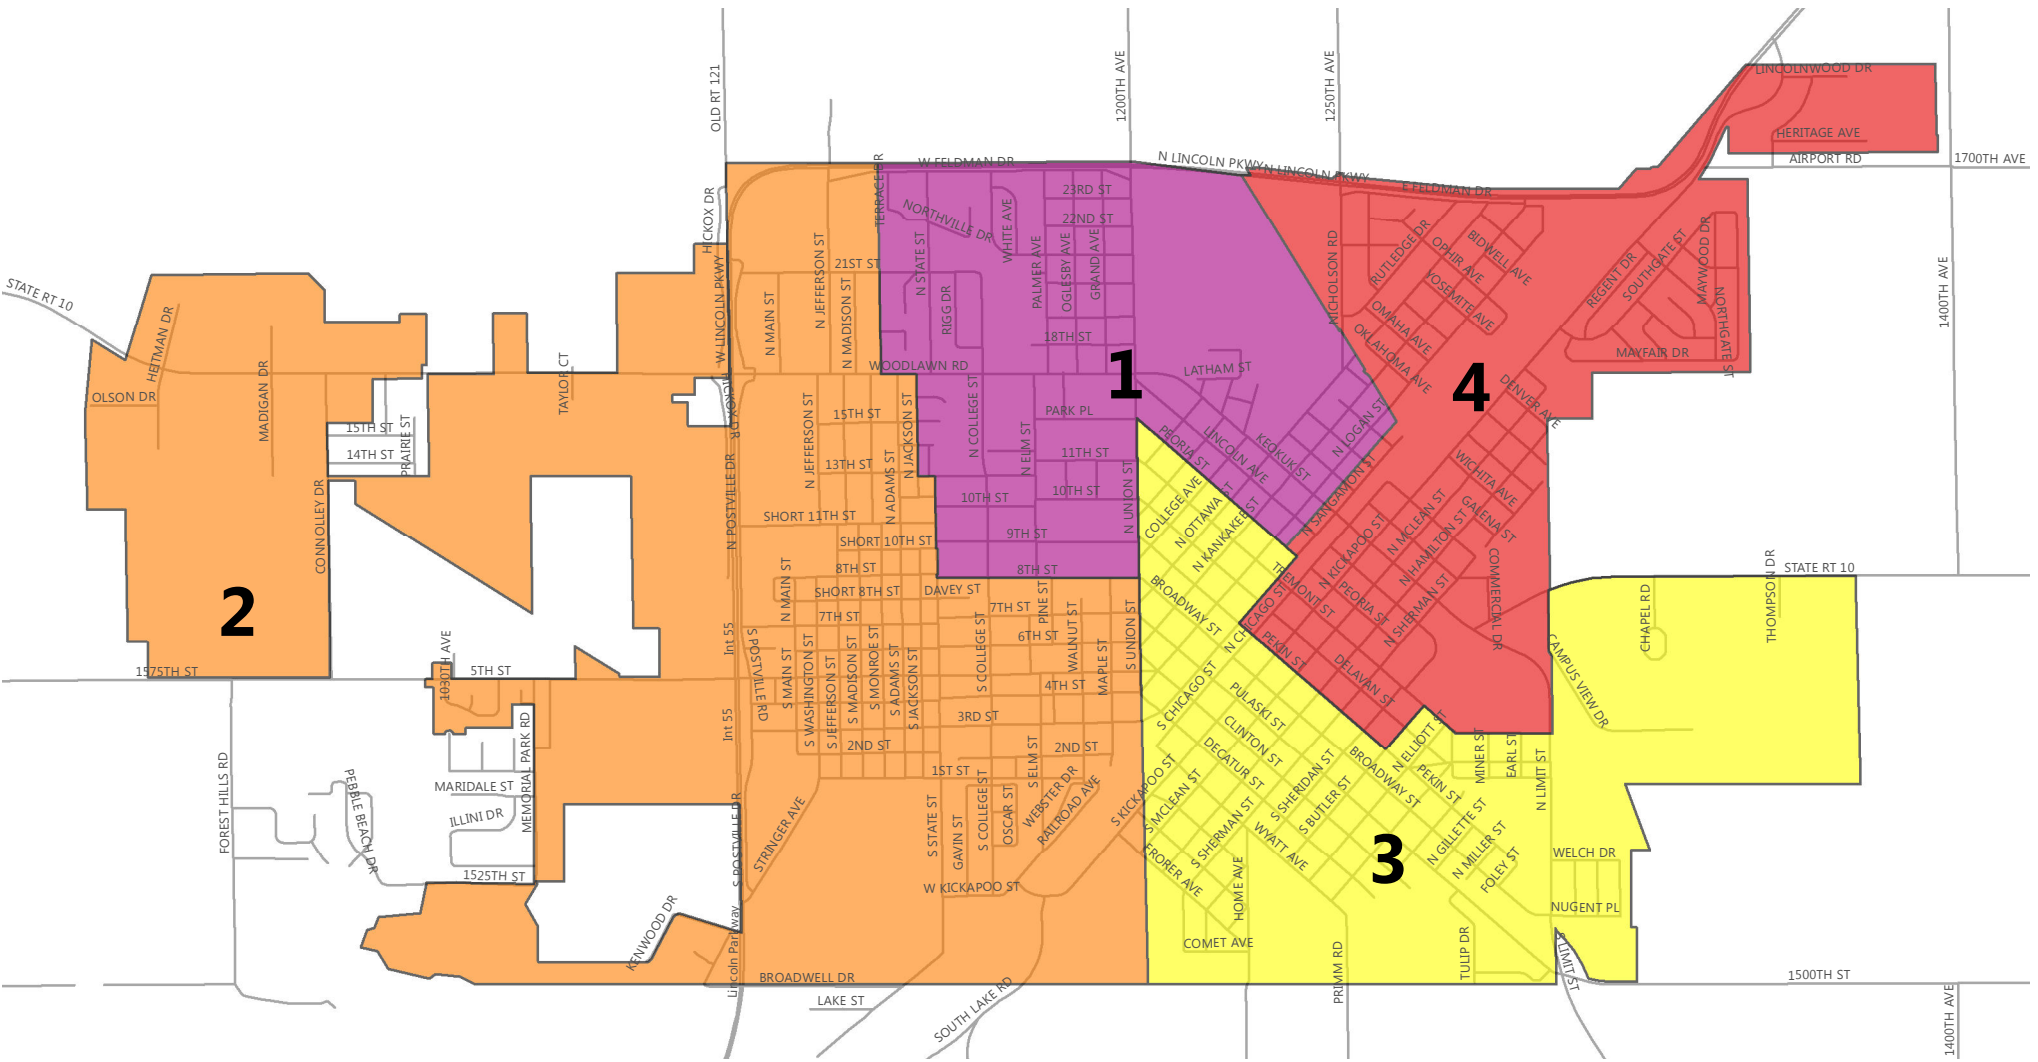 LINCOLNWOOD DR
OLD RT 121
1200TH AVE
1250TH AVE
HERITAGE AVE
AIRPORT RD
1700TH AVE
W FELDMAN DR
N LINCOLN PKWY
N LINCOLN PKWY
E FELDMAN DR
TERRACE DR
HICKOX DR
23RD ST
22ND ST
NORTHVILLE DR
WHITE AVE
N STATE ST
PALMER AVE
OGLESBY AVE
GRAND AVE
NICHOLSON RD
RUTLEDGE DR
OPHIR AVE
BIDWELL AVE
YOSEMITE AVE
REGENT DR
SOUTHGATE ST
MAYWOOD DR
NORTHGATE ST
1400TH AVE
STATE RT 10
HEITMAN DR
21ST ST
N JEFFERSON ST
N MADISON ST
N MAIN ST
W LINCOLN PKWY
RIGG DR
18TH ST
OMAHA AVE
OKLAHOMA AVE
MAYFAIR DR
OLSON DR
MADIGAN DR
TAYLOR CT
HICKOX DR
WOODLAWN RD
LATHAM ST
1
4
DENVER AVE
15TH ST
14TH ST
PRAIRIE ST
15TH ST
N JEFFERSON ST
N JACKSON ST
N COLLEGE ST
PARK PL
N ELM ST
PEORIA ST
LINCOLN AVE
KEOKUK ST
N LOGAN ST
13TH ST
N ADAMS ST
11TH ST
10TH ST
10TH ST
N UNION ST
N SANGAMON ST
WICHITA AVE
GALENA ST
CONNOLLEY DR
N POSTVILLE DR
SHORT 11TH ST
SHORT 10TH ST
9TH ST
8TH ST
COLLEGE AVE
N OTTAWA ST
N KANKAKEE ST
N KICKAPOO ST
N MCLEAN ST
N HAMILTON ST
COMMERCIAL DR
8TH ST
SHORT 8TH ST
DAVEY ST
N MAIN ST
7TH ST
7TH ST
6TH ST
PINE ST
WALNUT ST
MAPLE ST
S UNION ST
BROADWAY ST
N CHICAGO ST
TREMONT ST
PEORIA ST
N SHERMAN ST
PEKIN ST
DELAVAN ST
STATE RT 10
CHAPEL RD
THOMPSON DR
CAMPUS VIEW DR
2
1575TH ST
1030TH AVE
5TH ST
Int 55
Int 55
S POSTVILLE RD
S MAIN ST
S WASHINGTON ST
S JEFFERSON ST
S MADISON ST
S MONROE ST
S ADAMS ST
S JACKSON ST
S COLLEGE ST
4TH ST
3RD ST
2ND ST
2ND ST
1ST ST
S ELM ST
S CHICAGO ST
PULASKI ST
CLINTON ST
DECATUR ST
S SHERIDAN ST
S BUTLER ST
BROADWAY ST
N ELLIOTT ST
PEKIN ST
MINER ST
EARL ST
N LIMIT ST
FOREST HILLS RD
PEBBLE BEACH DR
MARIDALE ST
ILLINI DR
MEMORIAL PARK RD
1525TH ST
S POSTVILLE DR
STRINGER AVE
S STATE ST
GAVIN ST
S COLLEGE ST
OSCAR ST
WEBSTER DR
RAILROAD AVE
S KICKAPOO ST
S MCLEAN ST
S SHERMAN ST
WYATT AVE
FRORER AVE
HOME AVE
3
N GILLETTE ST
N MILLER ST
FOLEY ST
WELCH DR
NUGENT PL
W KICKAPOO ST
KENWOOD DR
Lincoln Parkway
COMET AVE
PRIMM RD
TULIP DR
S LIMIT ST
BROADWELL DR
1500TH ST
LAKE ST
SOUTH LAKE RD
1400TH AVE